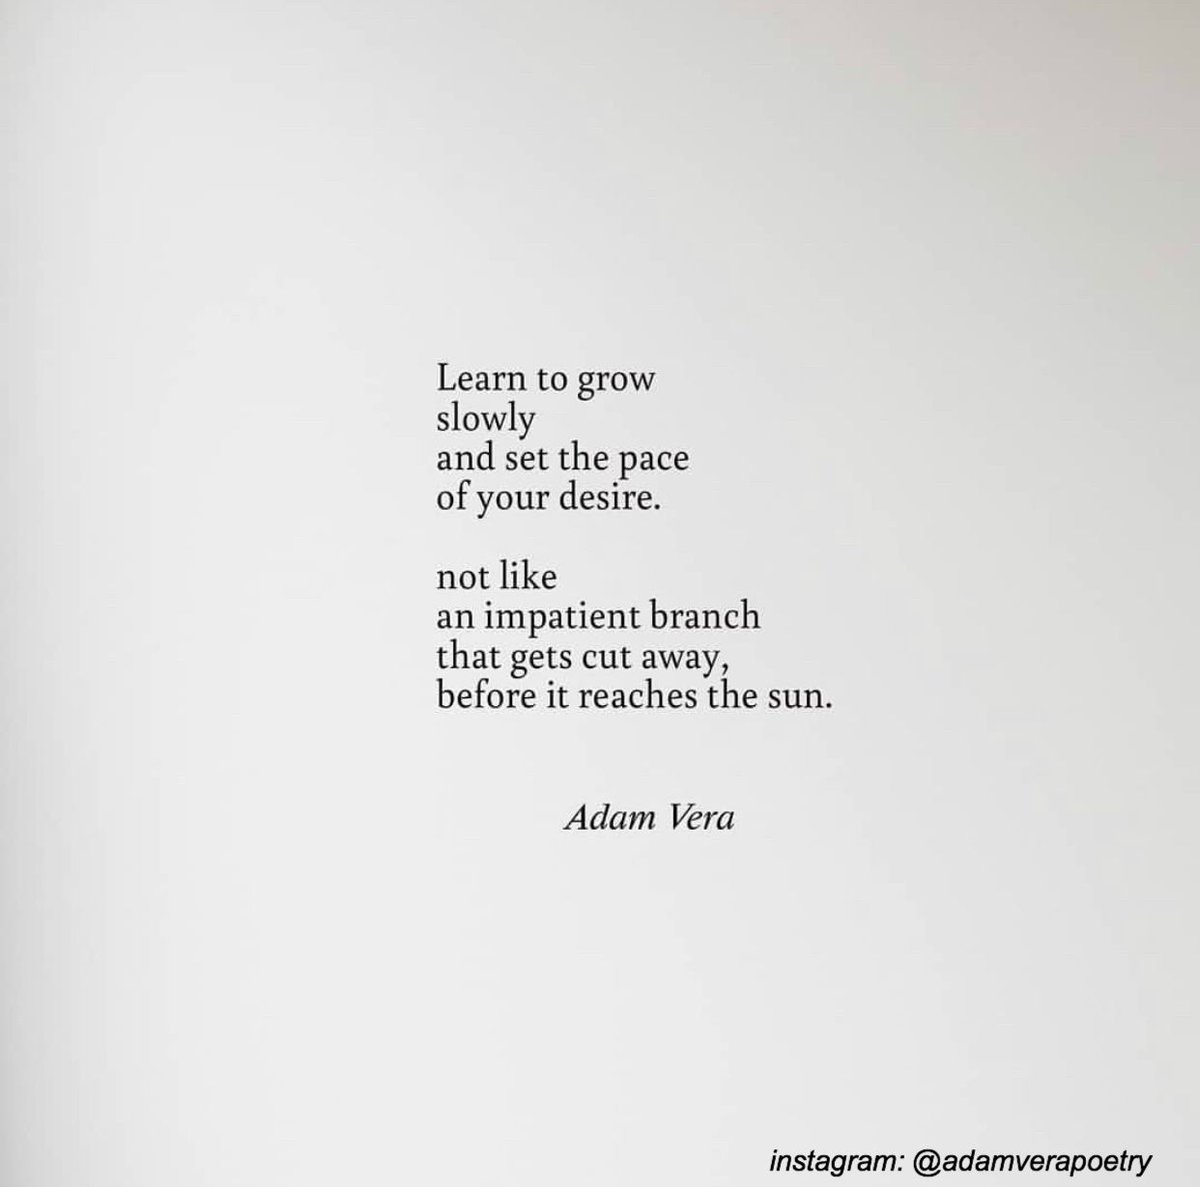 Learn to grow
slowly
and set the pace
of your desire.
not like
an impatient branch
that gets cut away,
before it reaches the sun.
Adam Vera
instagram: @adamverapoetry